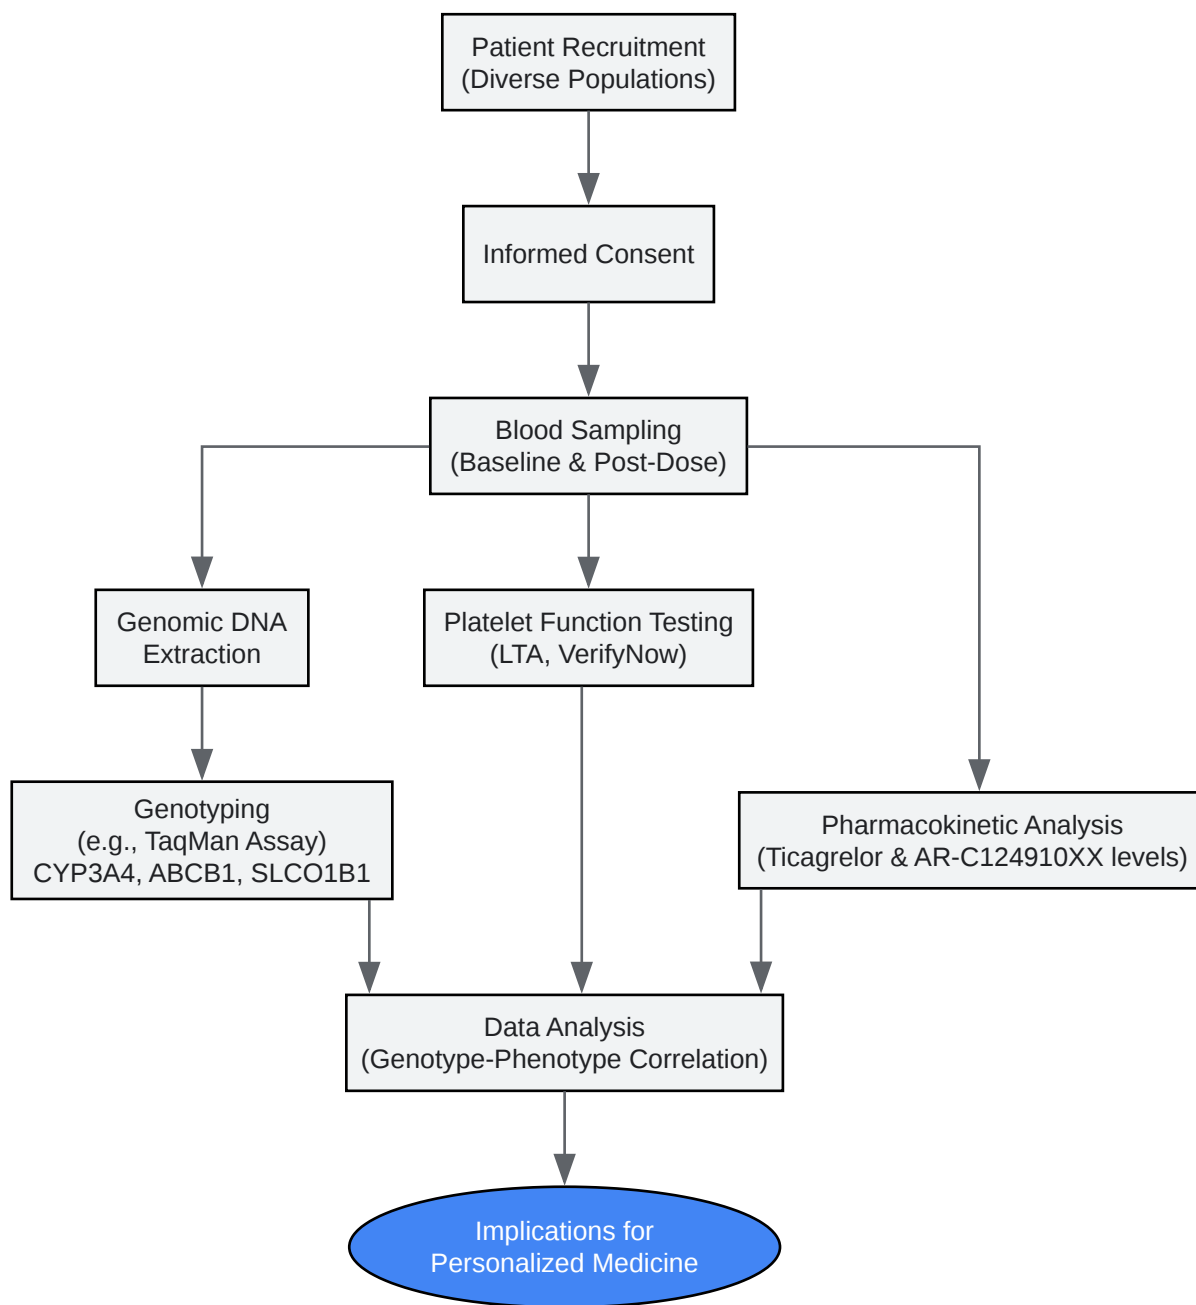 Patient Recruitment
(Diverse Populations)
Informed Consent
Blood Sampling
(Baseline & Post-Dose)
Genomic DNA
Extraction
Platelet Function Testing
(LTA, VerifyNow)
Genotyping
(e.g., TaqMan Assay)
CYP3A4, ABCB1, SLCO1B1
Pharmacokinetic Analysis
(Ticagrelor & AR-C124910XX levels)
Data Analysis
(Genotype-Phenotype Correlation)
Implications for
Personalized Medicine